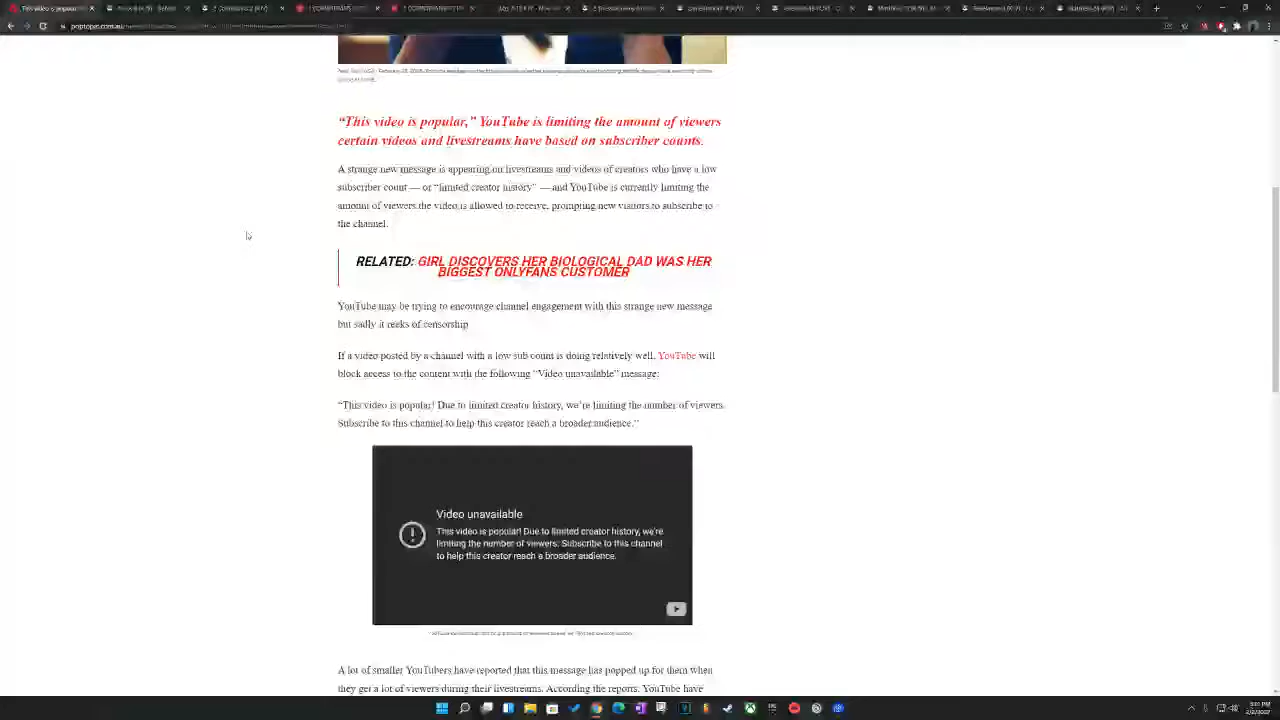 This video is popular
poptopic.com.au
“This video is popular,” YouTube is limiting the amount of viewers
certain videos and livestreams have based on subscriber counts.
A strange new message is appearing on livestreams and videos of creators who have a low
subscriber count — or “limited creator history” — and YouTube is currently limiting the
amount of viewers the video is allowed to receive, prompting new visitors to subscribe to
the channel.
RELATED: GIRL DISCOVERS HER BIOLOGICAL DAD WAS HER
BIGGEST ONLYFANS CUSTOMER
YouTube may be trying to encourage channel engagement with this strange new message
but sadly it reeks of censorship
If a video posted by a channel with a low sub count is doing relatively well, YouTube will
block access to the content with the following “Video unavailable” message:
“This video is popular! Due to limited creator history, we’re limiting the number of viewers.
Subscribe to this channel to help this creator reach a broader audience.”
Video unavailable
This video is popular! Due to limited creator history, we're
limiting the number of viewers. Subscribe to this channel
to help this creator reach a broader audience.
A lot of smaller YouTubers have reported that this message has popped up for them when
they get a lot of viewers during their livestreams. According to the reports, YouTube have